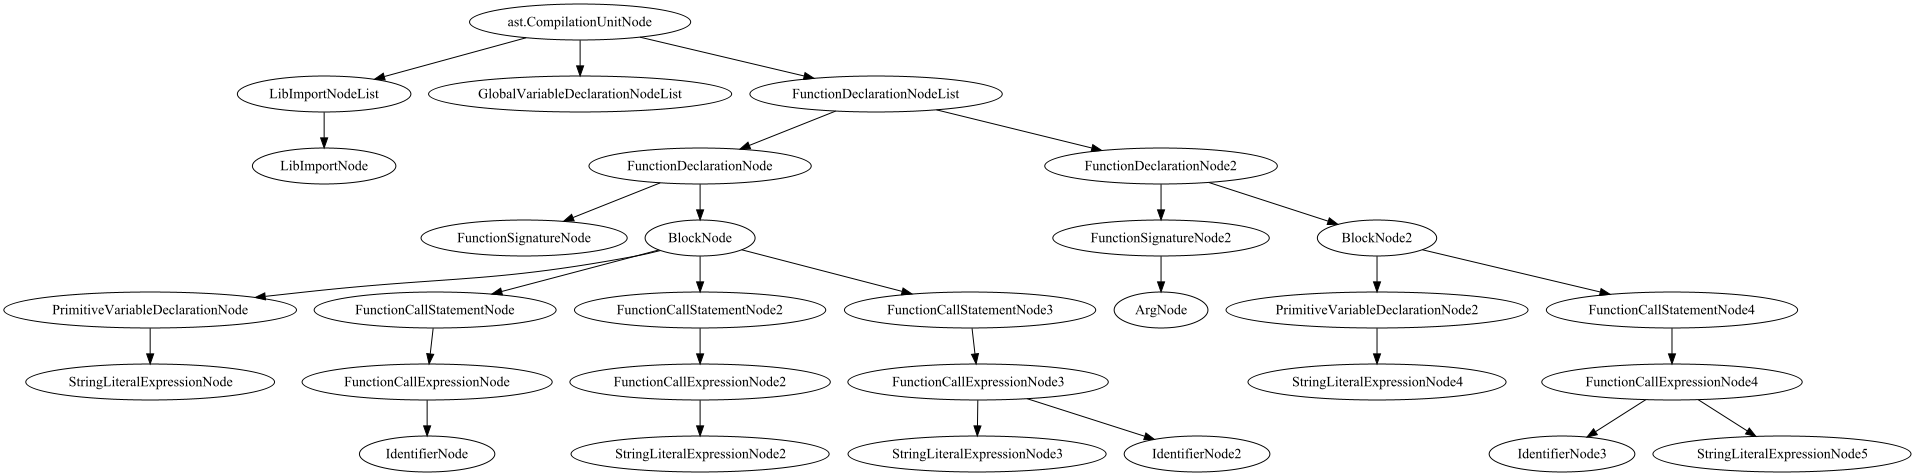 ast.CompilationUnitNode
LibImportNodeList
GlobalVariableDeclarationNodeList
FunctionDeclarationNodeList
LibImportNode
FunctionDeclarationNode
FunctionDeclarationNode2
FunctionSignatureNode
BlockNode
FunctionSignatureNode2
BlockNode2
PrimitiveVariableDeclarationNode
FunctionCallStatementNode
FunctionCallStatementNode2
FunctionCallStatementNode3
ArgNode
PrimitiveVariableDeclarationNode2
FunctionCallStatementNode4
StringLiteralExpressionNode
FunctionCallExpressionNode
FunctionCallExpressionNode2
FunctionCallExpressionNode3
StringLiteralExpressionNode4
FunctionCallExpressionNode4
IdentifierNode
StringLiteralExpressionNode2
StringLiteralExpressionNode3
IdentifierNode2
IdentifierNode3
StringLiteralExpressionNode5